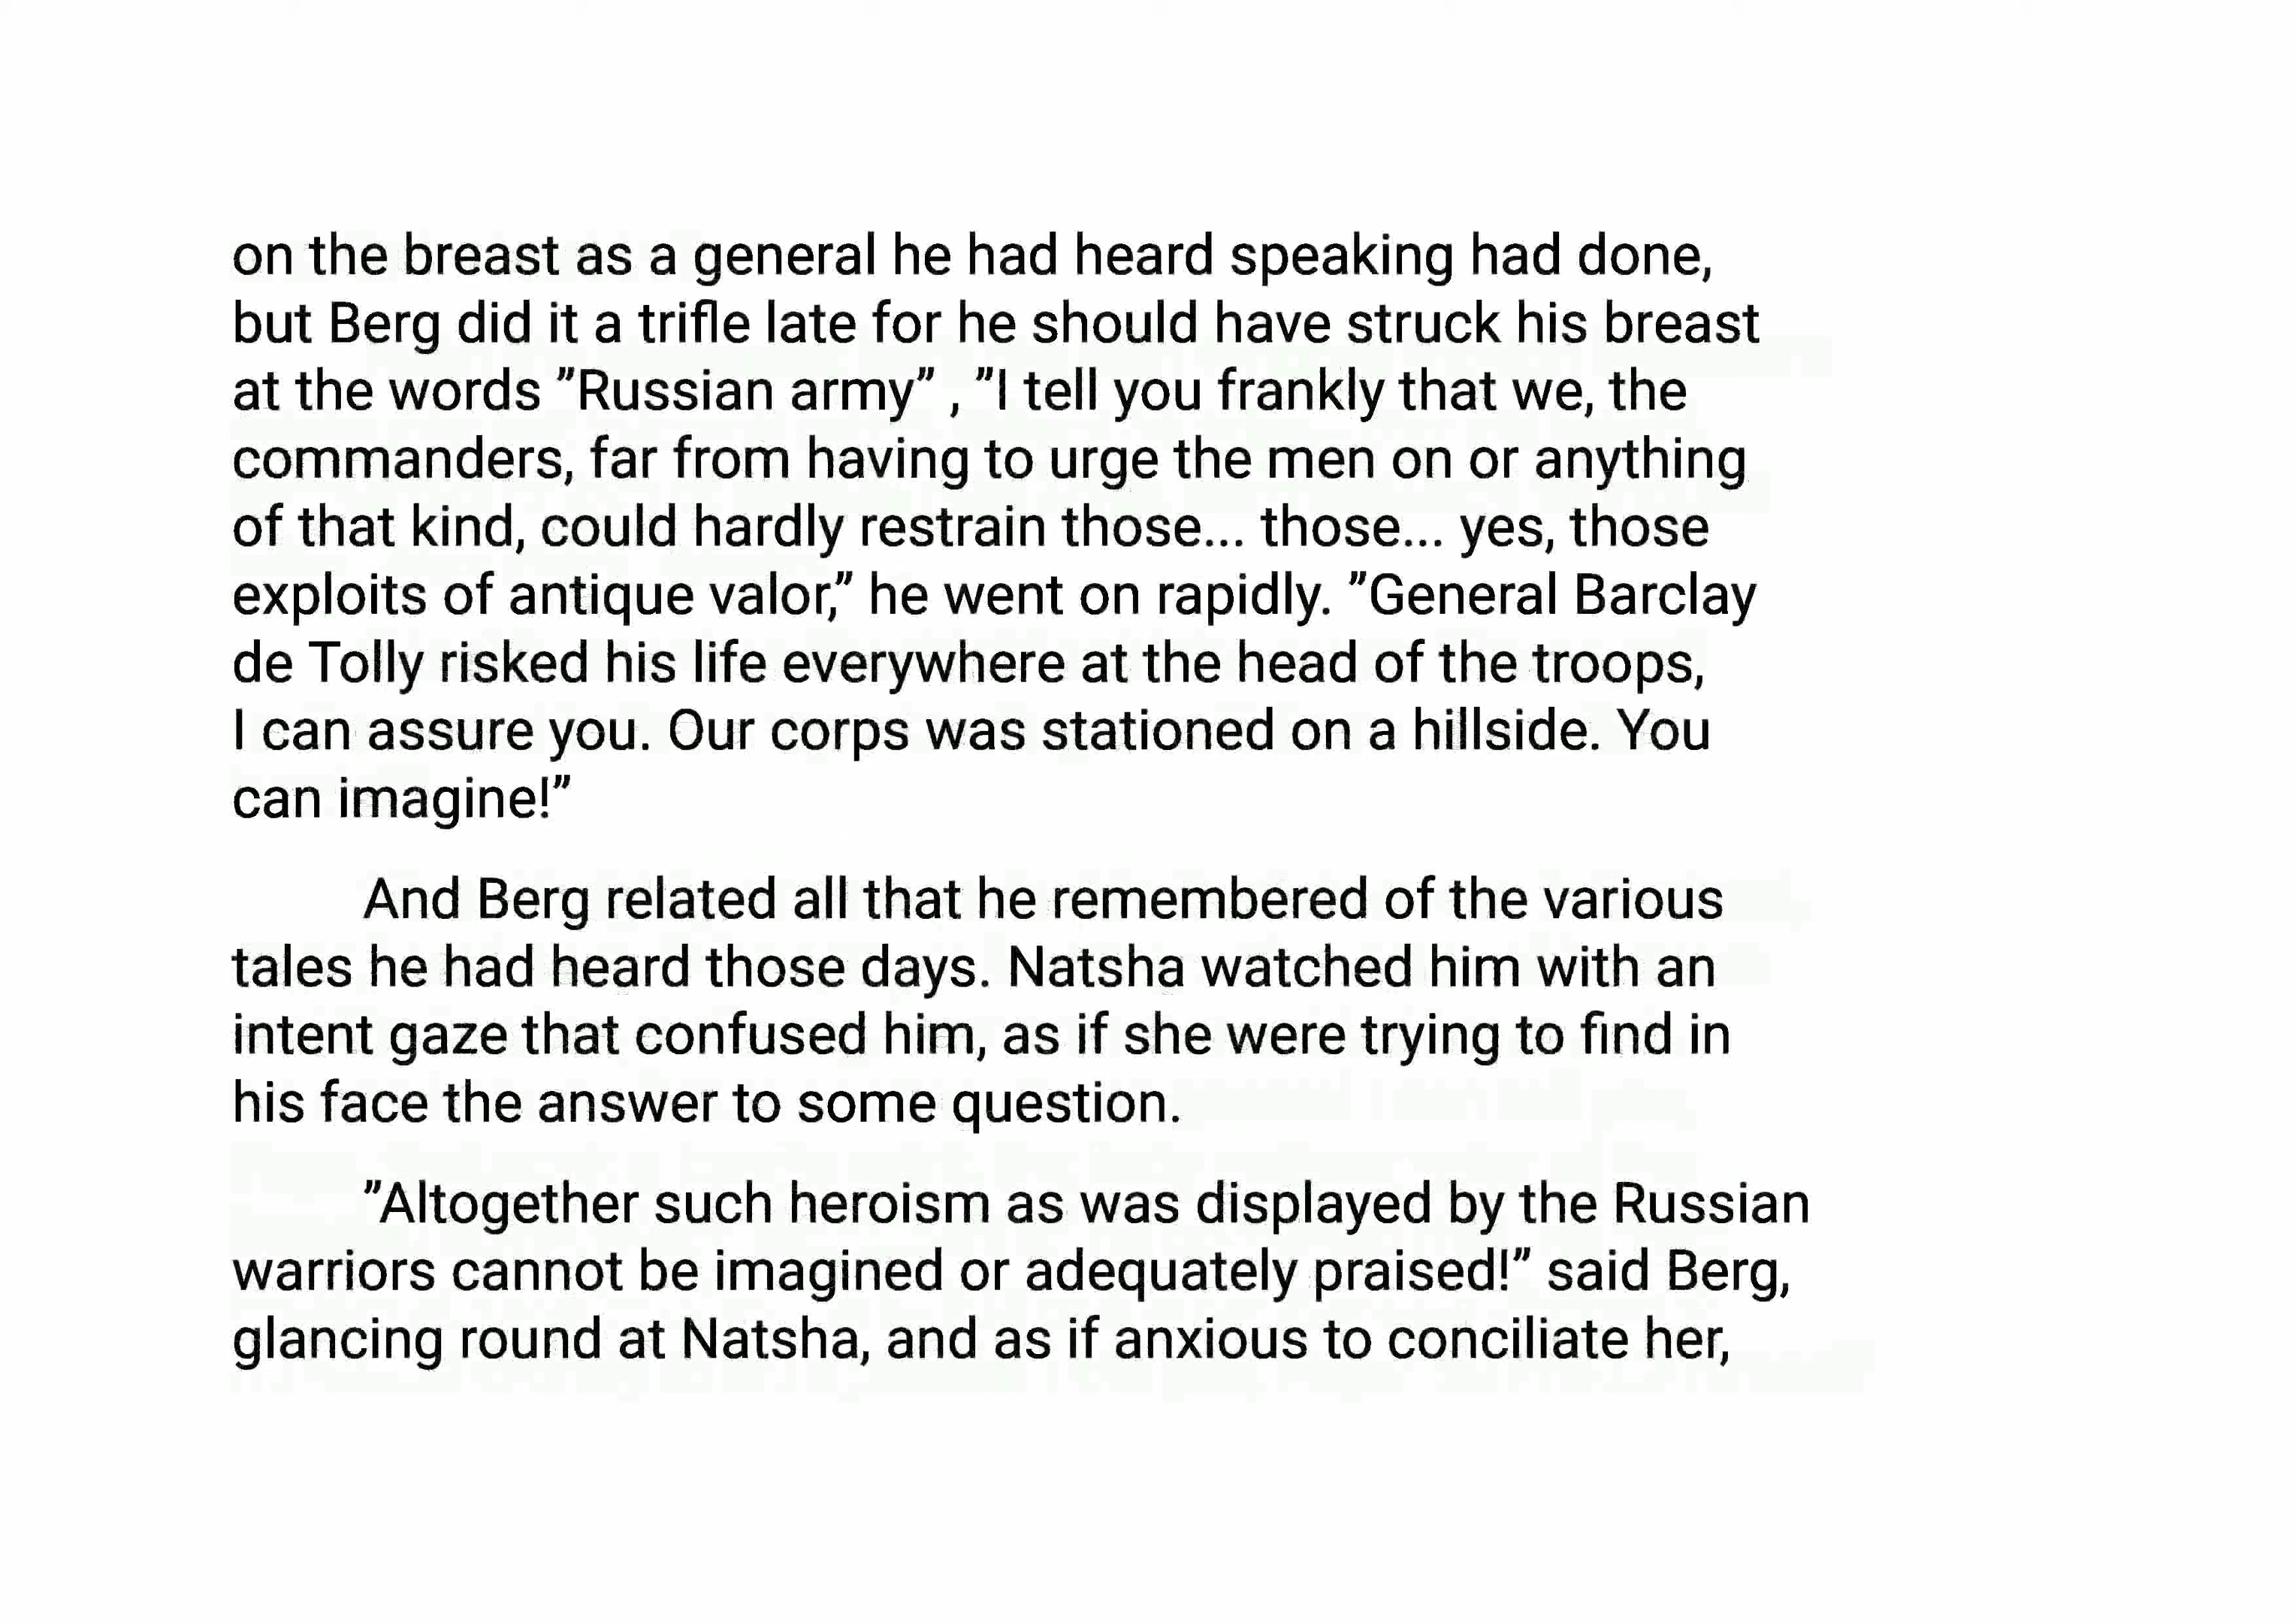 on the breast as a general he had heard speaking had done,
but Berg did it a trifle late for he should have struck his breast
at the words ”Russian army” , ”I tell you frankly that we, the
commanders, far from having to urge the men on or anything
of that kind, could hardly restrain those... those... yes, those
exploits of antique valor,” he went on rapidly. ”General Barclay
de Tolly risked his life everywhere at the head of the troops,
I can assure you. Our corps was stationed on a hillside. You
can imagine!”
And Berg related all that he remembered of the various
tales he had heard those days. Natsha watched him with an
intent gaze that confused him, as if she were trying to find in
his face the answer to some question.
”Altogether such heroism as was displayed by the Russian
warriors cannot be imagined or adequately praised!” said Berg,
glancing round at Natsha, and as if anxious to conciliate her,